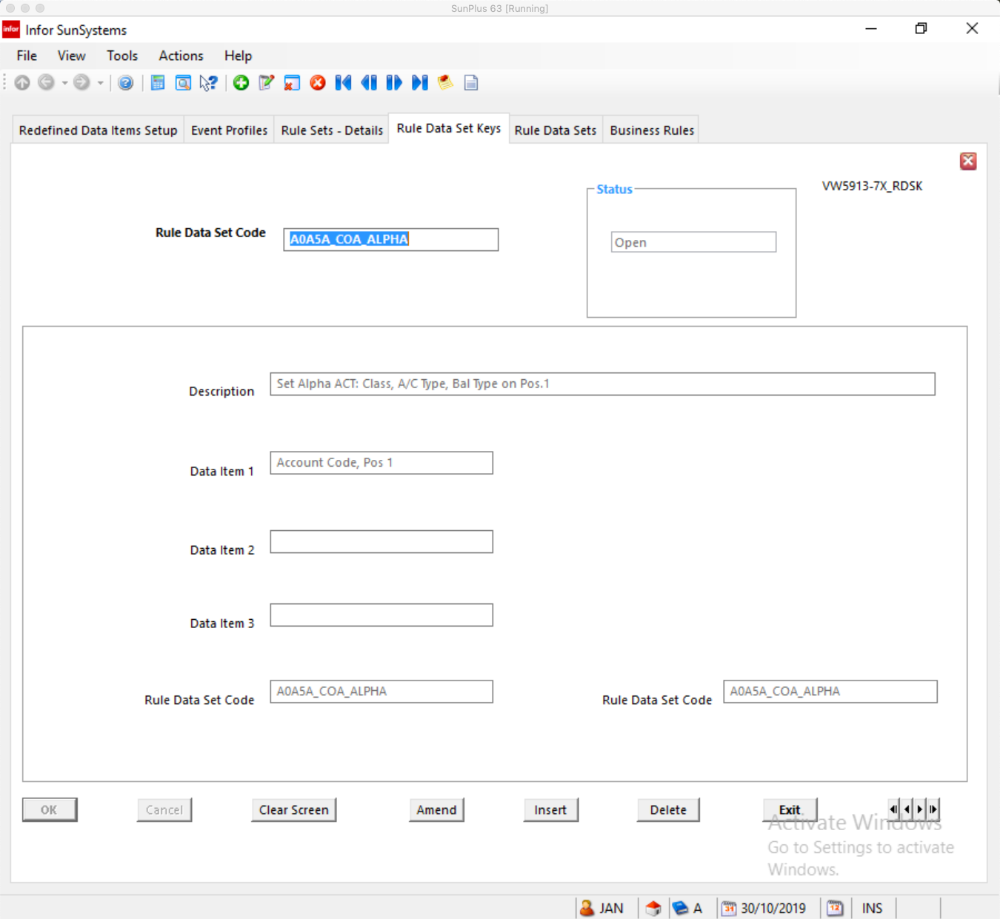 SunPlus 63 [Running]
infor Infor SunSystems
File View Tools Actions Help
Redefined Data Items Setup Event Profiles Rule Sets - Details Rule Data Set Keys Rule Data Sets Business Rules
VW5913-7X_RDSK
Status
Rule Data Set Code A0A5A_COA_ALPHA
Open
Description Set Alpha ACT: Class, A/C Type, Bal Type on Pos.1
Data Item 1 Account Code, Pos 1
Data Item 2
Data Item 3
Rule Data Set Code A0A5A_COA_ALPHA Rule Data Set Code A0A5A_COA_ALPHA
OK Cancel Clear Screen Amend Insert Delete Exit
Activate Windows
Go to Settings to activate
Windows.
JAN A 31 30/10/2019 12 INS